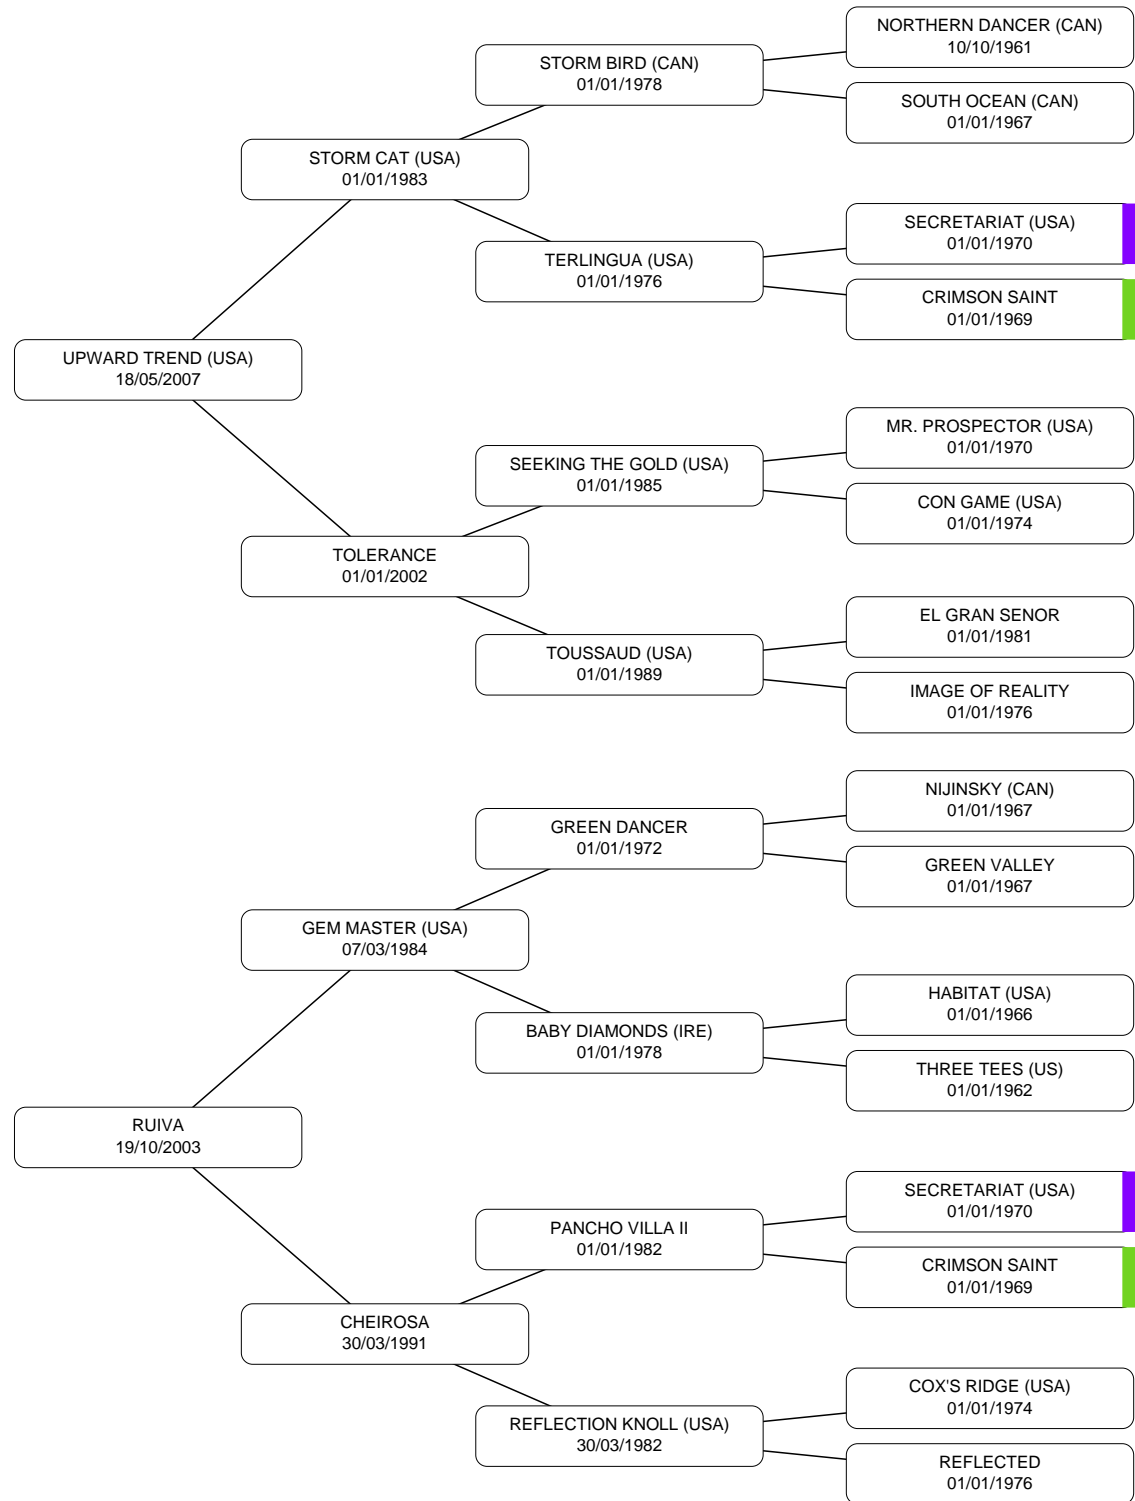 NORTHERN DANCER (CAN)
10/10/1961
STORM BIRD (CAN)
01/01/1978
SOUTH OCEAN (CAN)
01/01/1967
STORM CAT (USA)
01/01/1983
SECRETARIAT (USA)
01/01/1970
TERLINGUA (USA)
01/01/1976
CRIMSON SAINT
01/01/1969
UPWARD TREND (USA)
18/05/2007
MR. PROSPECTOR (USA)
01/01/1970
SEEKING THE GOLD (USA)
01/01/1985
CON GAME (USA)
01/01/1974
TOLERANCE
01/01/2002
EL GRAN SENOR
01/01/1981
TOUSSAUD (USA)
01/01/1989
IMAGE OF REALITY
01/01/1976
NIJINSKY (CAN)
01/01/1967
GREEN DANCER
01/01/1972
GREEN VALLEY
01/01/1967
GEM MASTER (USA)
07/03/1984
HABITAT (USA)
01/01/1966
BABY DIAMONDS (IRE)
01/01/1978
THREE TEES (US)
01/01/1962
RUIVA
19/10/2003
SECRETARIAT (USA)
01/01/1970
PANCHO VILLA II
01/01/1982
CRIMSON SAINT
01/01/1969
CHEIROSA
30/03/1991
COX'S RIDGE (USA)
01/01/1974
REFLECTION KNOLL (USA)
30/03/1982
REFLECTED
01/01/1976